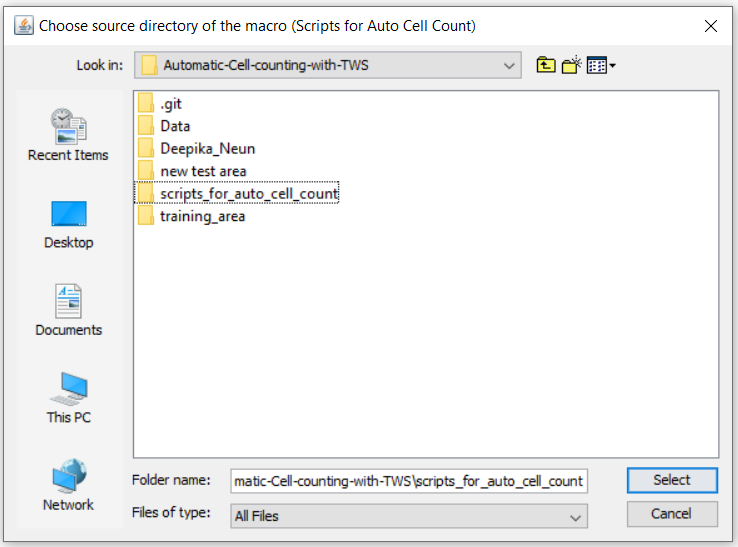 Choose source directory of the macro (Scripts for Auto Cell Count)
Look in: Automatic-Cell-counting-with-TWS
Recent Items
Desktop
Documents
This PC
Network
.git
Data
Deepika_Neun
new test area
scripts_for_auto_cell_count
training_area
Folder name: matic-Cell-counting-with-TWS\scripts_for_auto_cell_count Select
Files of type: All Files Cancel